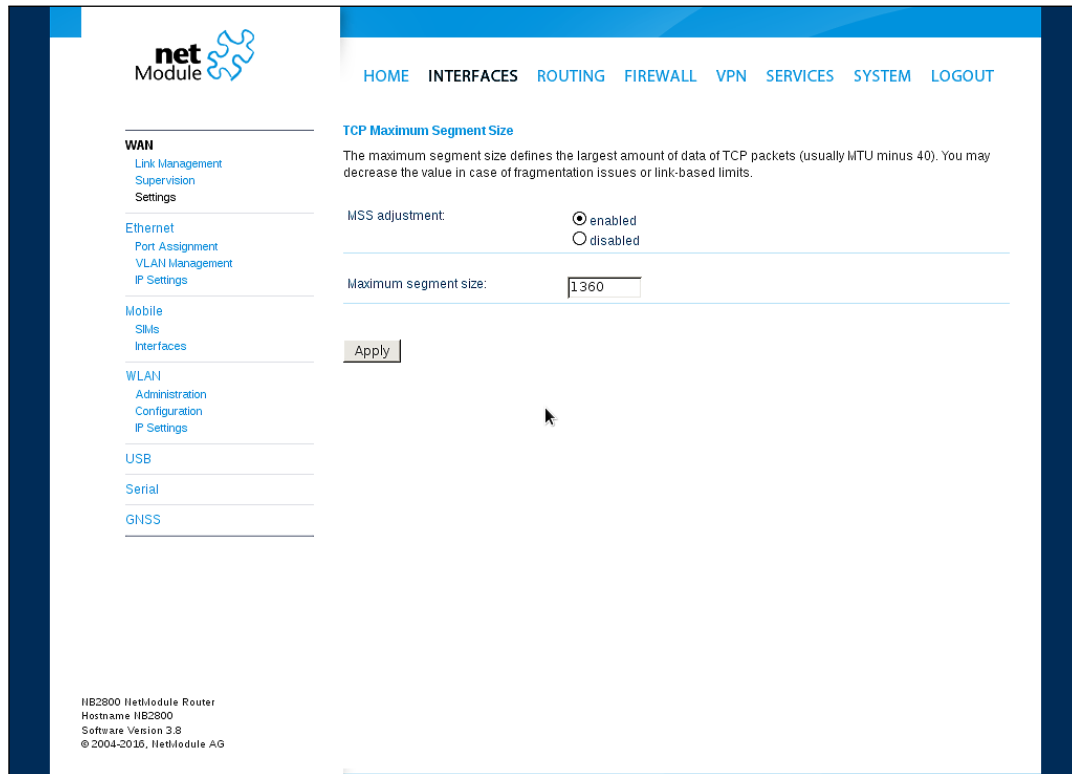 net
Module
HOME INTERFACES ROUTING FIREWALL VPN SERVICES SYSTEM LOGOUT
WAN
Link Management
Supervision
Settings
Ethernet
Port Assignment
VLAN Management
IP Settings
Mobile
SIMs
Interfaces
WLAN
Administration
Configuration
IP Settings
USB
Serial
GNSS
TCP Maximum Segment Size
The maximum segment size defines the largest amount of data of TCP packets (usually MTU minus 40). You may
decrease the value in case of fragmentation issues or link-based limits.
MSS adjustment:
enabled
disabled
Maximum segment size:
1360
Apply
NB2800 NetModule Router
Hostname NB2800
Software Version 3.8
© 2004-2016, NetModule AG